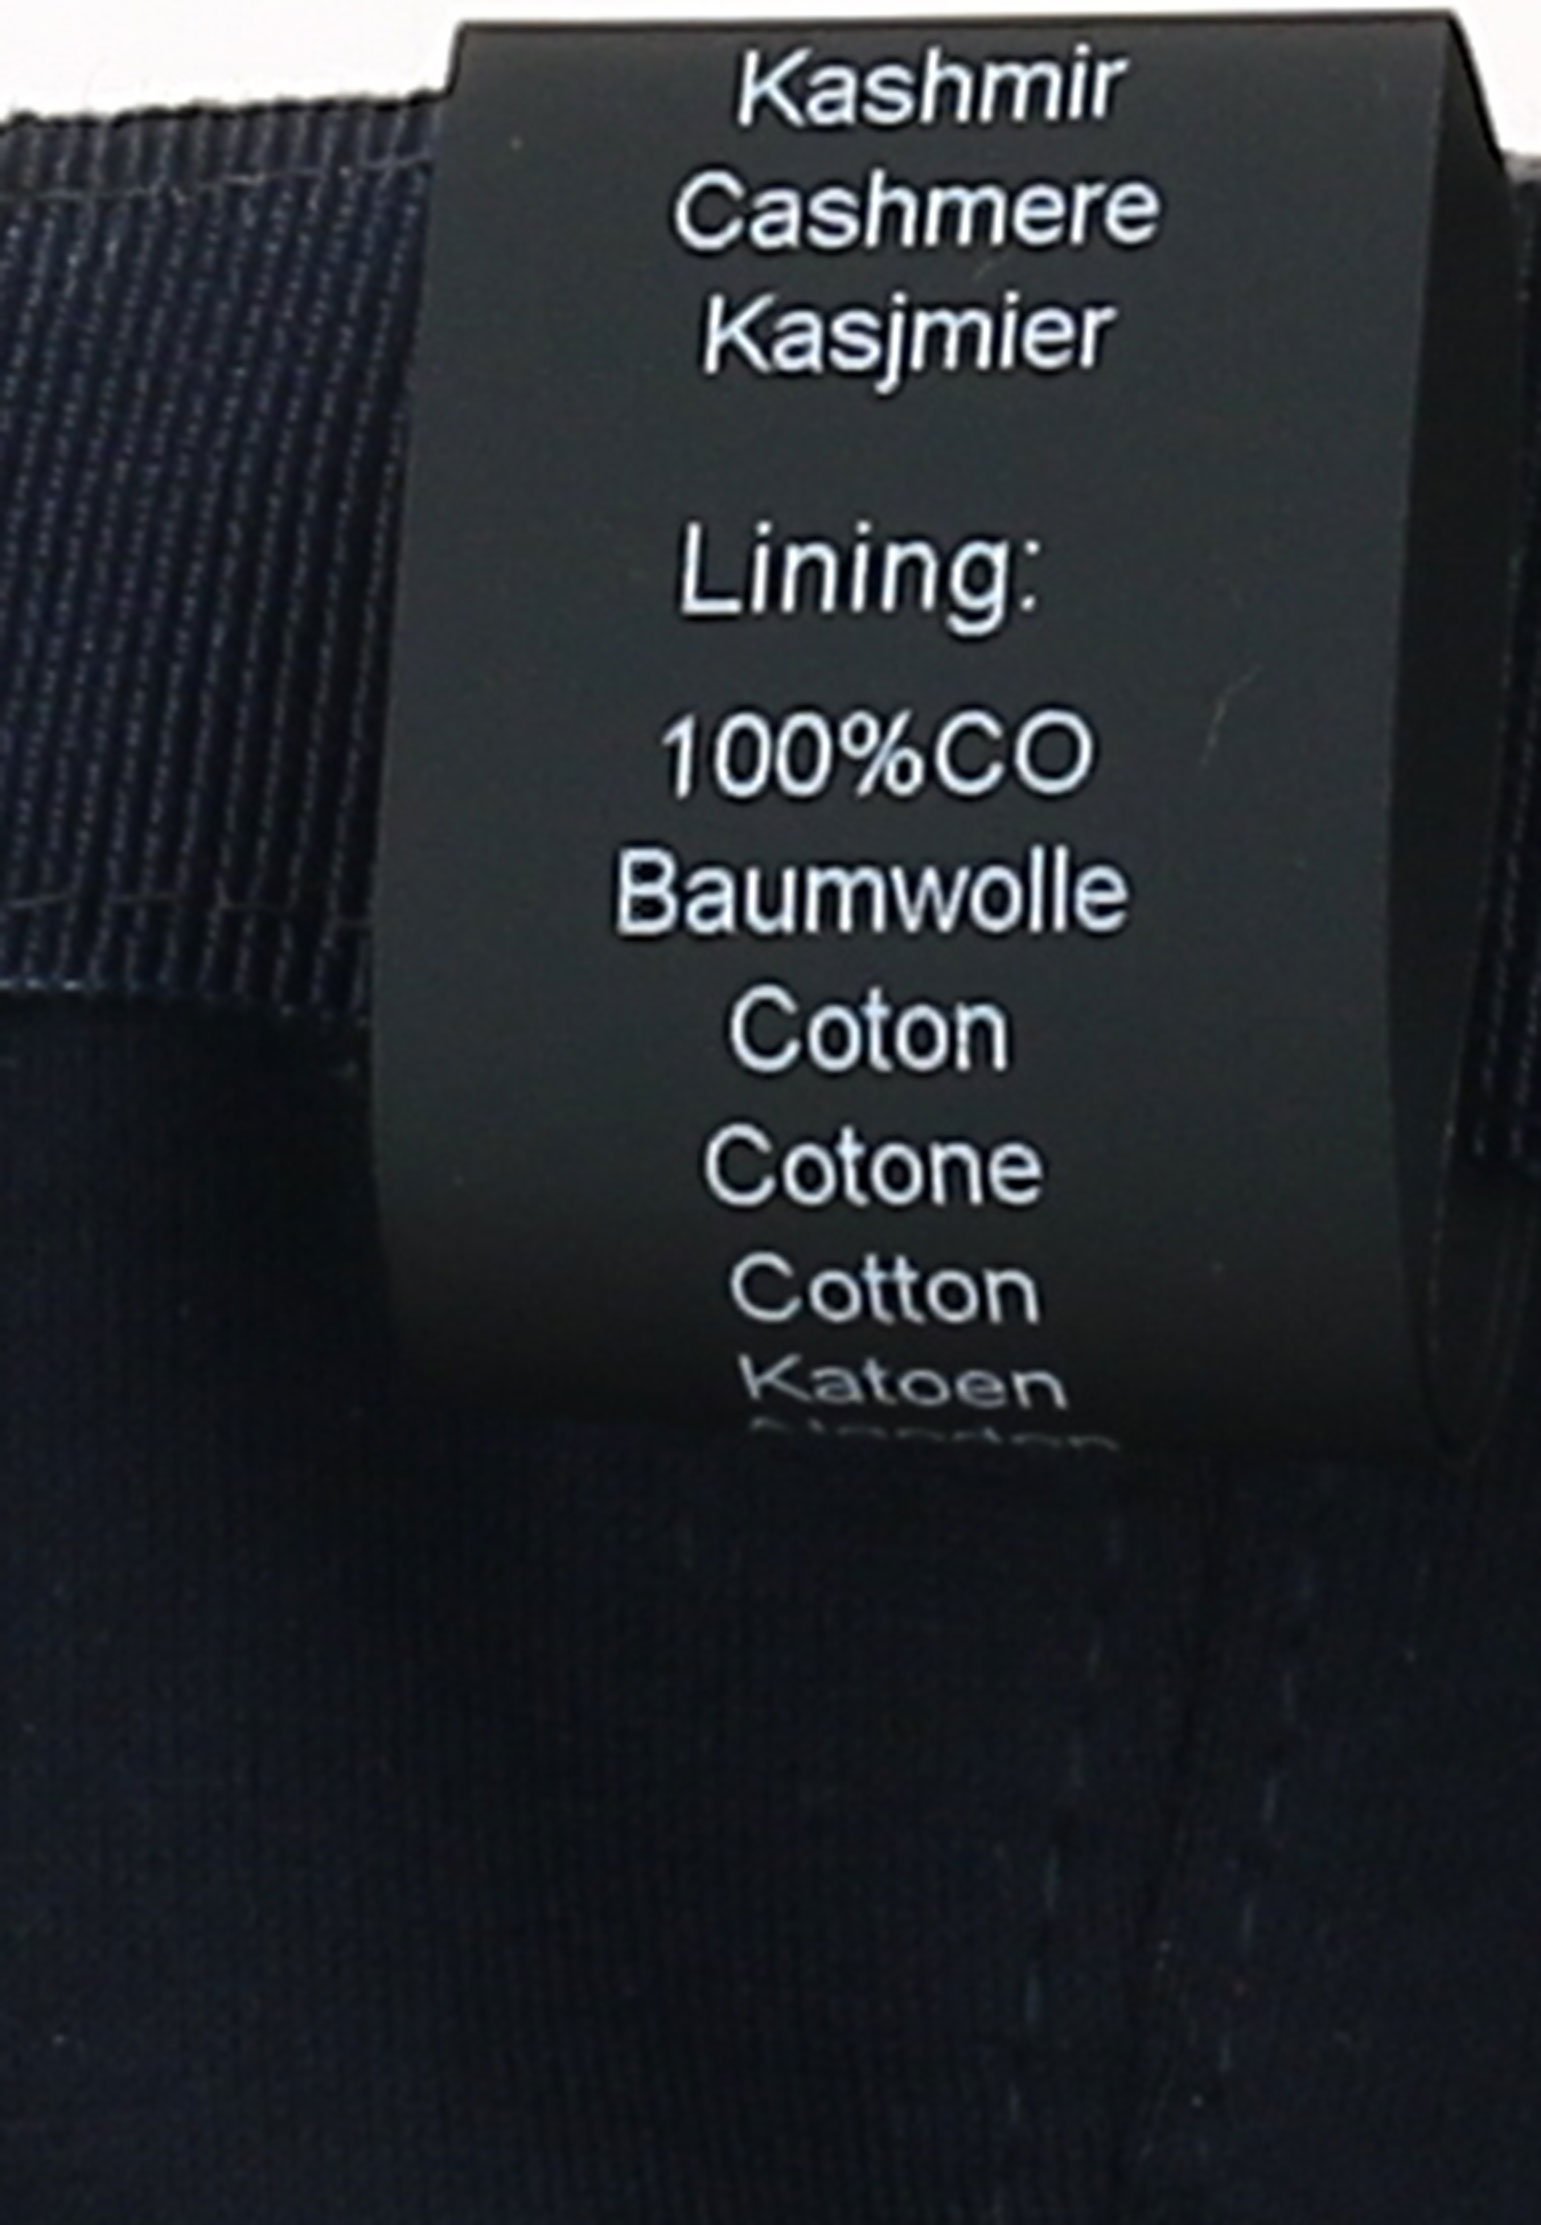 Kashmir
Cashmere
Kasjmier
Lining:
100%CO
Baumwolle
Coton
Cotone
Cotton
Katoen